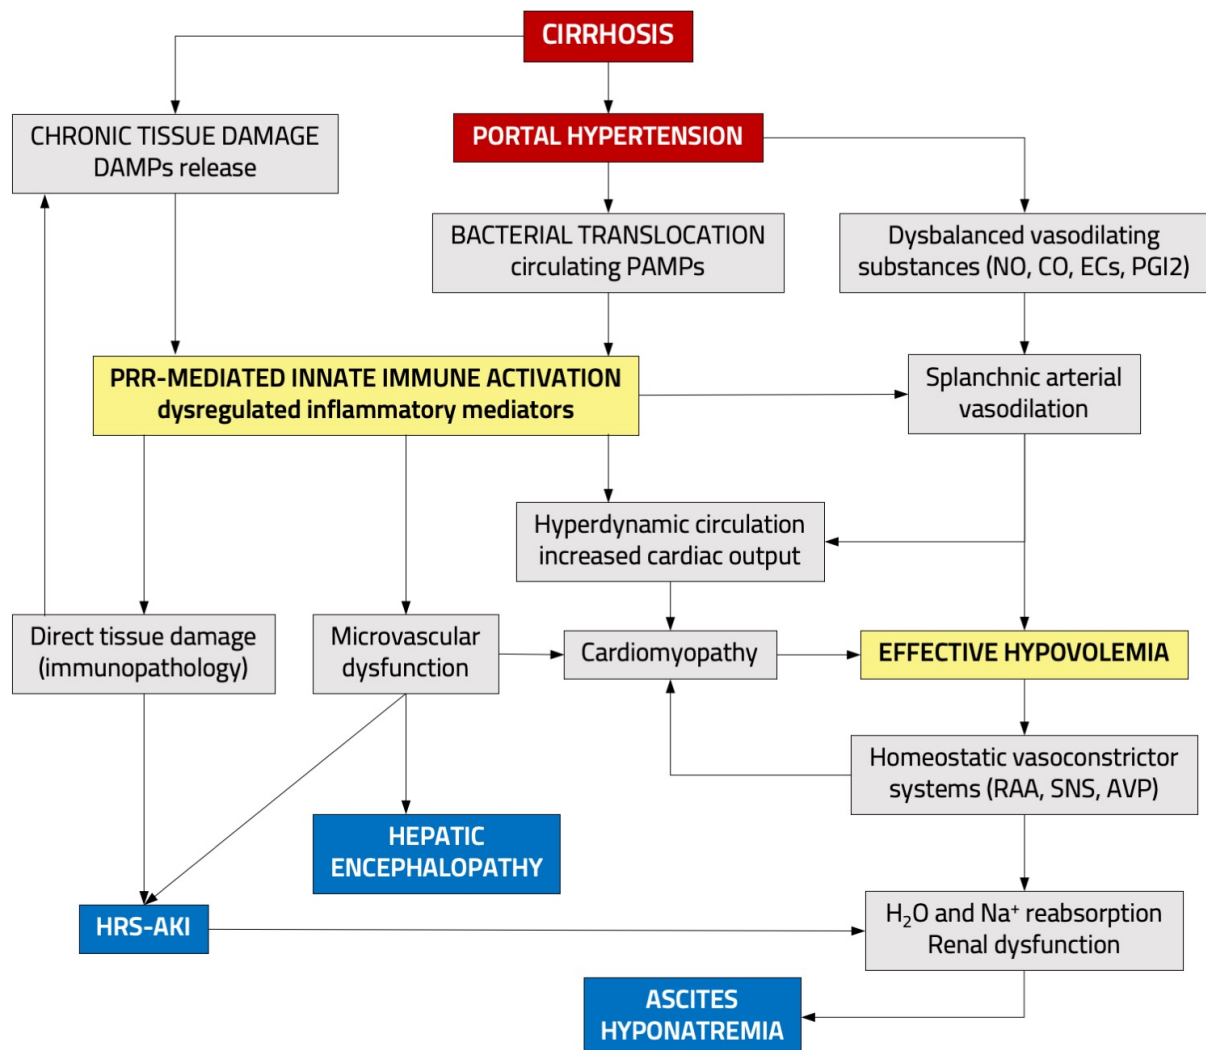 CIRRHOSIS
CHRONIC TISSUE DAMAGE
DAMPs release
PORTAL HYPERTENSION
BACTERIAL TRANSLOCATION
circulating PAMPs
Dysbalanced vasodilating
substances (NO, CO, ECs, PGI2)
PRR-MEDIATED INNATE IMMUNE ACTIVATION
dysregulated inflammatory mediators
Splanchnic arterial
vasodilation
Hyperdynamic circulation
increased cardiac output
Direct tissue damage
(immunopathology)
Microvascular
dysfunction
Cardiomyopathy
EFFECTIVE HYPOVOLEMIA
Homeostatic vasoconstrictor
systems (RAA, SNS, AVP)
HEPATIC
ENCEPHALOPATHY
HRS-AKI
H₂O and Na⁺ reabsorption
Renal dysfunction
ASCITES
HYPONATREMIA